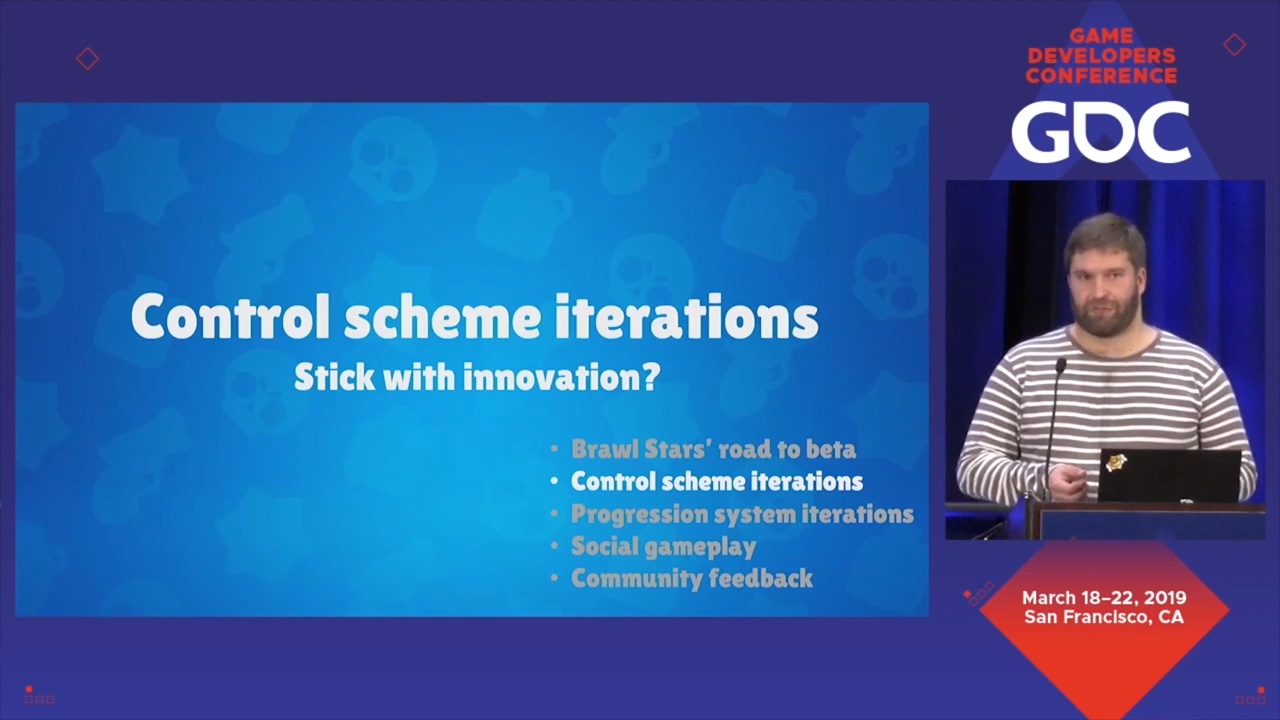 GAME
DEVELOPERS
CONFERENCE
GDC
Control scheme iterations
Stick with innovation?
• Brawl Stars' road to beta
• Control scheme iterations
• Progression system iterations
• Social gameplay
• Community feedback
March 18–22, 2019
San Francisco, CA